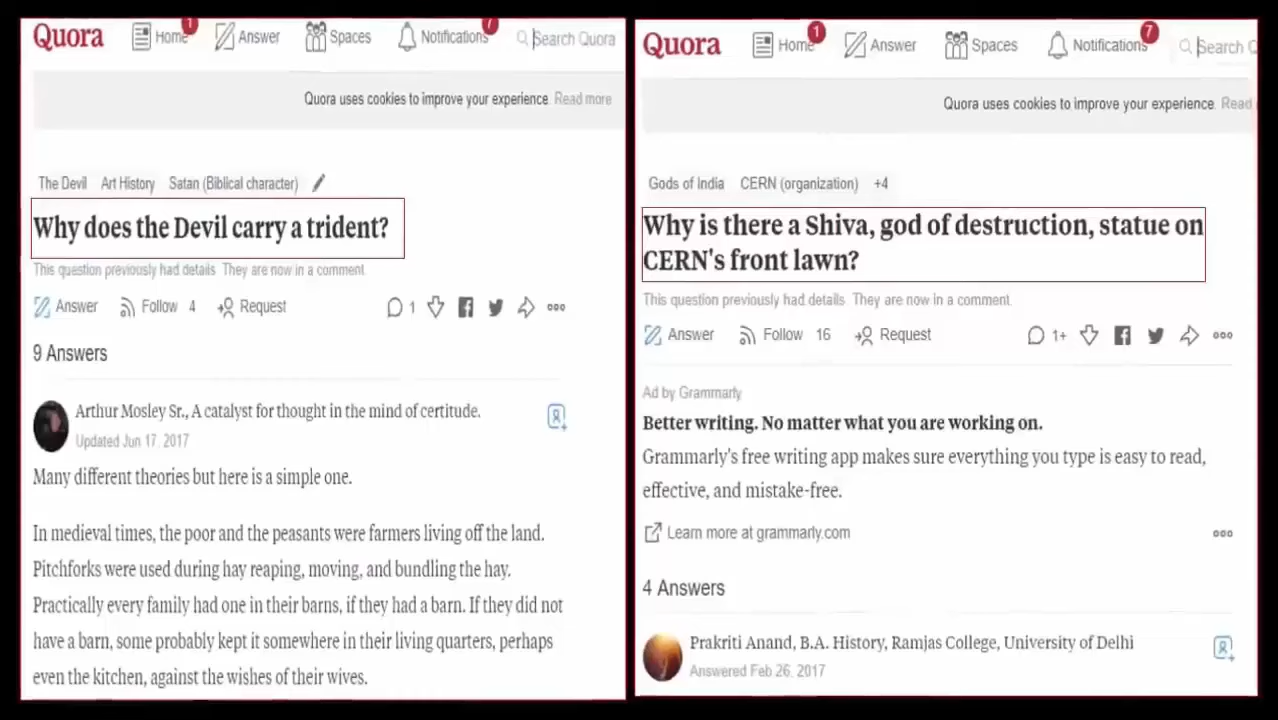 Quora Home 1 Answer Spaces Notifications 7 Search Quora
Quora uses cookies to improve your experience Read more
The Devil Art History Satan (Biblical character)
Why does the Devil carry a trident?
This question previously had details They are now in a comment
Answer Follow 4 Request 1
9 Answers
Arthur Mosley Sr., A catalyst for thought in the mind of certitude.
Updated Jun 17, 2017
Many different theories but here is a simple one.
In medieval times, the poor and the peasants were farmers living off the land.
Pitchforks were used during hay reaping, moving, and bundling the hay.
Practically every family had one in their barns, if they had a barn. If they did not
have a barn, some probably kept it somewhere in their living quarters, perhaps
even the kitchen, against the wishes of their wives.
Quora Home 1 Answer Spaces Notifications 7 Search Q
Quora uses cookies to improve your experience. Read
Gods of India CERN (organization) +4
Why is there a Shiva, god of destruction, statue on
CERN's front lawn?
This question previously had details. They are now in a comment.
Answer Follow 16 Request 1+
Ad by Grammarly
Better writing. No matter what you are working on.
Grammarly's free writing app makes sure everything you type is easy to read,
effective, and mistake-free.
Learn more at grammarly.com
4 Answers
Prakriti Anand, B.A. History, Ramjas College, University of Delhi
Answered Feb 26, 2017